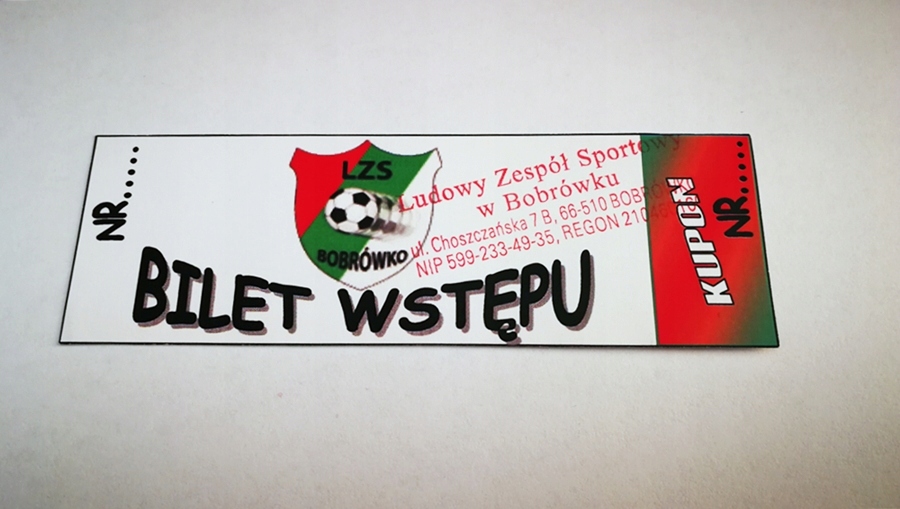 NR......
LZS
BOBRÓWKO
Ludowy Zespół Sportowy
w Bobrówku
ul. Choszczańska 7 B, 66-510
NIP 599-233-49-35, REGON
BILET WSTĘPU
KUPON
NR......